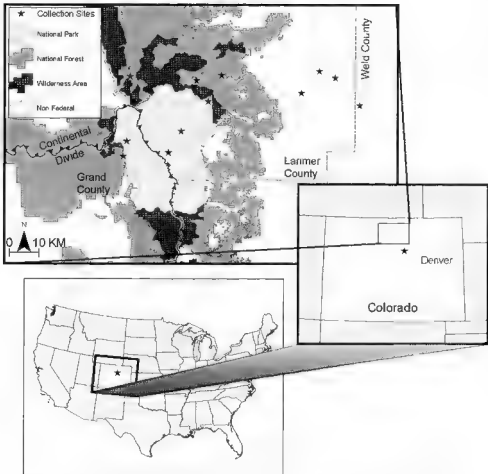 Collection Sites
National Park
National Forest
Wilderness Area
Non Federal
Weld County
Continental
Divide
Larimer
County
Grand
County
N
0 10 KM
Denver
Colorado